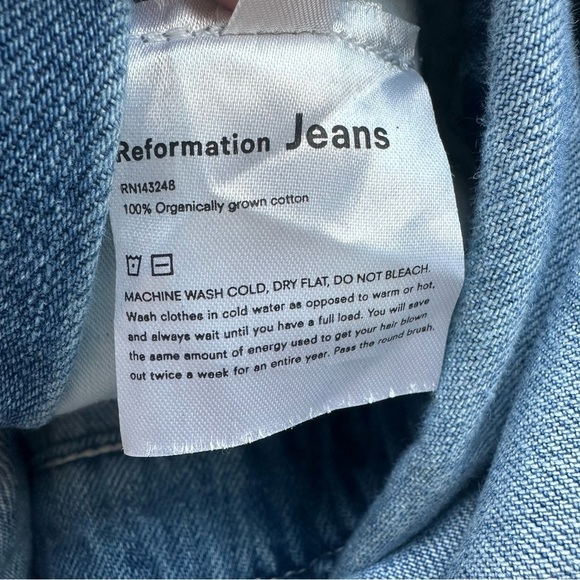 Reformation Jeans
RN143248
100% Organically grown cotton
MACHINE WASH COLD, DRY FLAT, DO NOT BLEACH.
Wash clothes in cold water as opposed to warm or hot,
and always wait until you have a full load. You will save
the same amount of energy used to get your hair blown
out twice a week for an entire year. Pass the round brush.